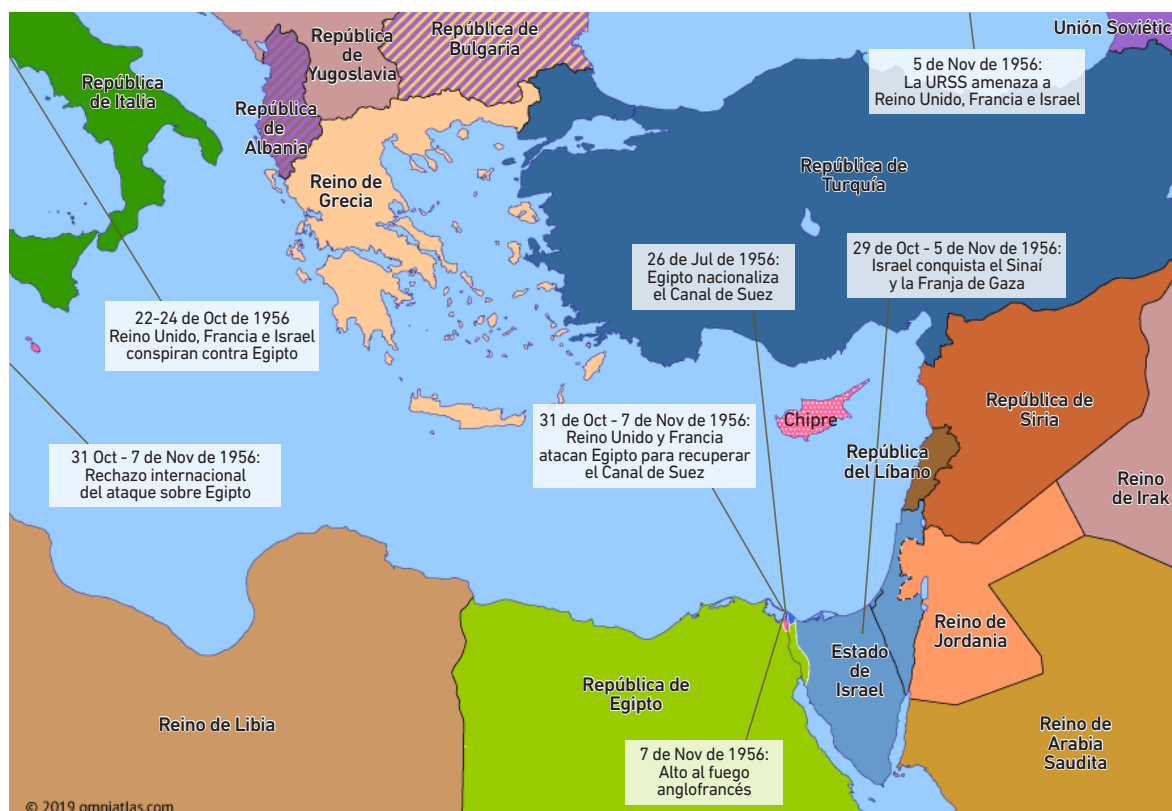 República
de Italia
República
de
Yugoslavia
República de
Bulgaria
Unión Soviétic
5 de Nov de 1956:
La URSS amenaza a
Reino Unido, Francia e Israel
República
de
Albania
Reino de
Grecia
República de
Turquía
26 de Jul de 1956:
Egipto nacionaliza
el Canal de Suez
29 de Oct - 5 de Nov de 1956:
Israel conquista el Sinaí
y la Franja de Gaza
22-24 de Oct de 1956
Reino Unido, Francia e Israel
conspiran contra Egipto
31 de Oct - 7 de Nov de 1956:
Reino Unido y Francia
atacan Egipto para recuperar
el Canal de Suez
Chipre
República de
Siria
República
del Líbano
31 Oct - 7 de Nov de 1956:
Rechazo internacional
del ataque sobre Egipto
Reino
de Irak
Reino de
Jordania
Estado
de
Israel
República de
Egipto
Reino de Libia
Reino de
Arabia
Saudita
7 de Nov de 1956:
Alto al fuego
anglofrancés
© 2019 omniatlas.com